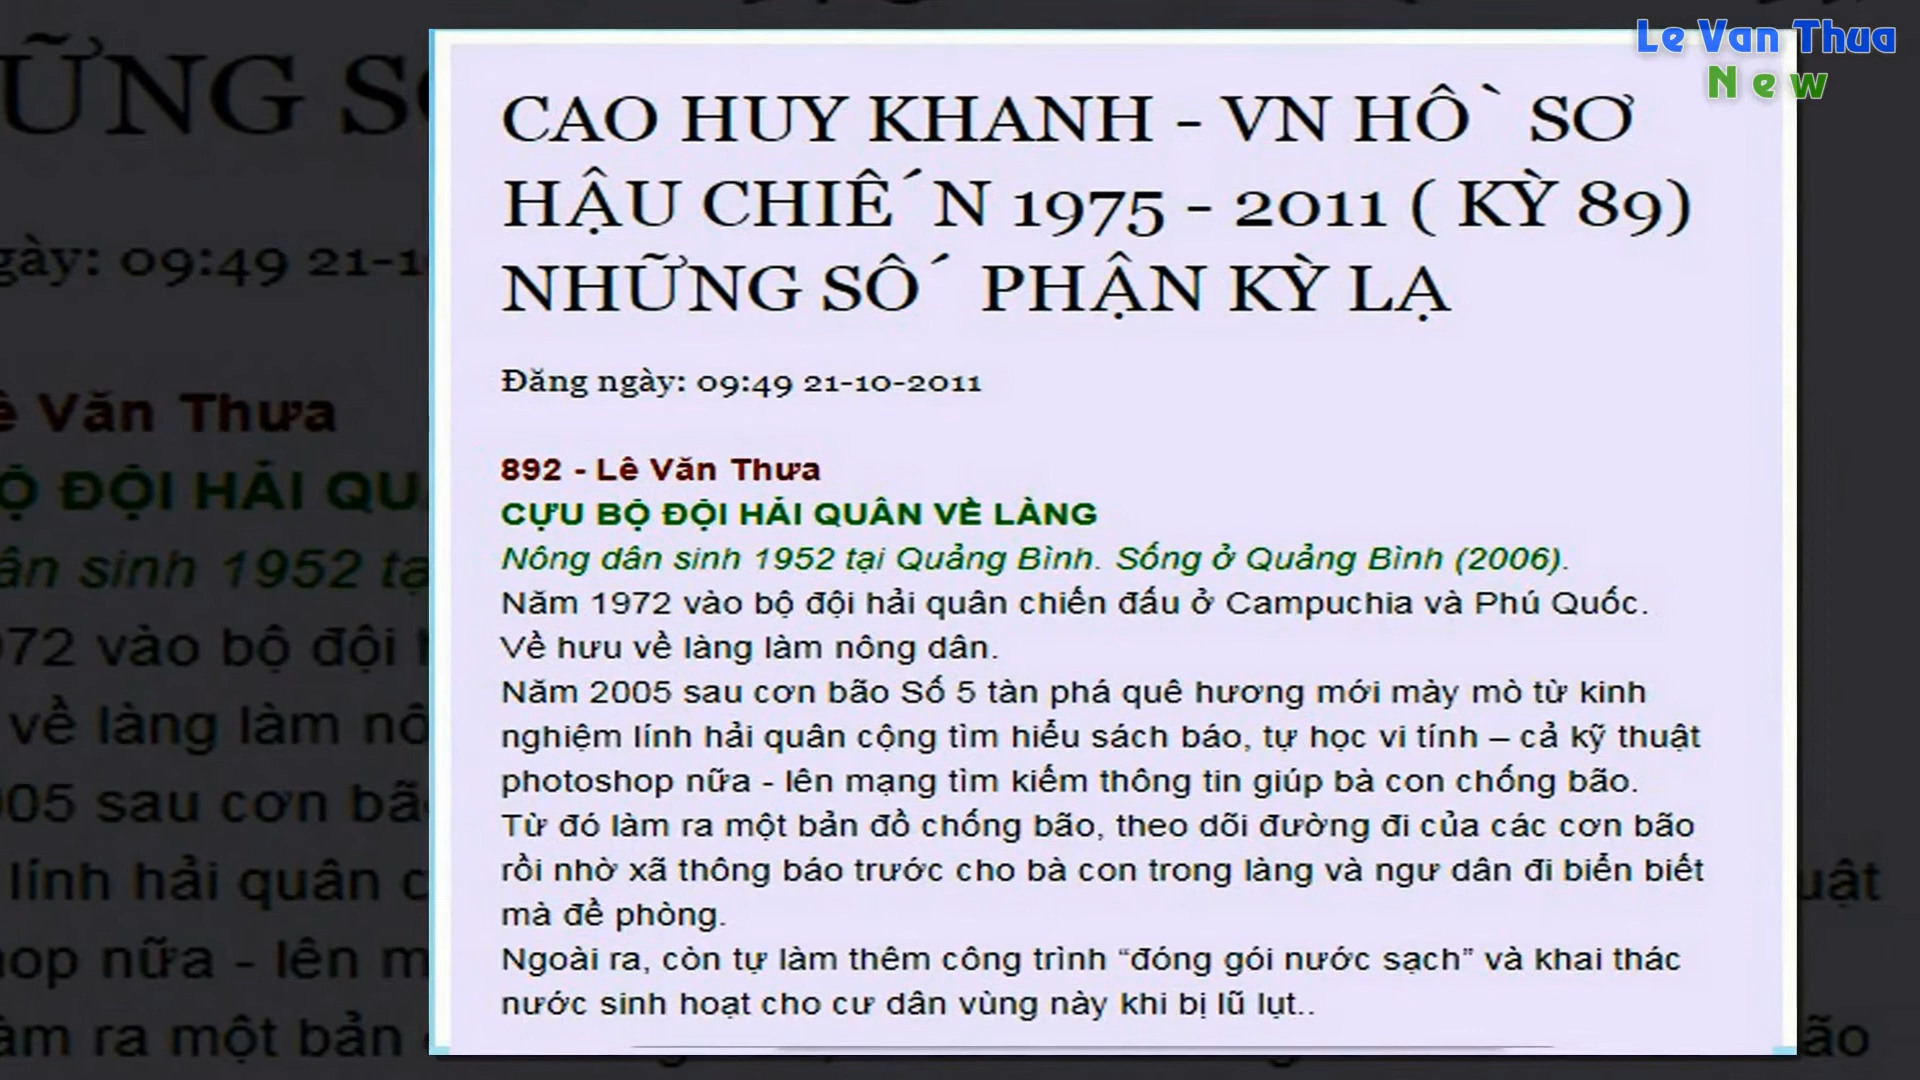 Le Van Thua
New
CAO HUY KHANH - VN HÔ` SƠ
HẬU CHIÊ´N 1975 - 2011 ( KỲ 89)
NHỮNG SÔ´ PHẬN KỲ LẠ
Đăng ngày: 09:49 21-10-2011
892 - Lê Văn Thưa
CỰU BỘ ĐỘI HẢI QUÂN VỀ LÀNG
Nông dân sinh 1952 tại Quảng Bình. Sống ở Quảng Bình (2006).
Năm 1972 vào bộ đội hải quân chiến đấu ở Campuchia và Phú Quốc.
Về hưu về làng làm nông dân.
Năm 2005 sau cơn bão Số 5 tàn phá quê hương mới mày mò từ kinh
nghiệm lính hải quân cộng tìm hiểu sách báo, tự học vi tính – cả kỹ thuật
photoshop nữa - lên mạng tìm kiếm thông tin giúp bà con chống bão.
Từ đó làm ra một bản đồ chống bão, theo dõi đường đi của các cơn bão
rồi nhờ xã thông báo trước cho bà con trong làng và ngư dân đi biển biết
mà đề phòng.
Ngoài ra, còn tự làm thêm công trình “đóng gói nước sạch” và khai thác
nước sinh hoạt cho cư dân vùng này khi bị lũ lụt..